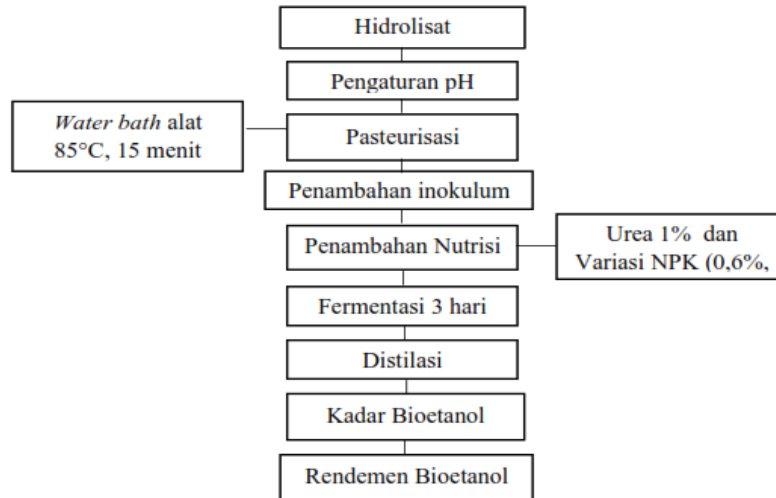 Hidrolisat
Pengaturan pH
Water bath alat
85°C, 15 menit
Pasteurisasi
Penambahan inokulum
Penambahan Nutrisi
Urea 1% dan
Variasi NPK (0,6%,
Fermentasi 3 hari
Distilasi
Kadar Bioetanol
Rendemen Bioetanol